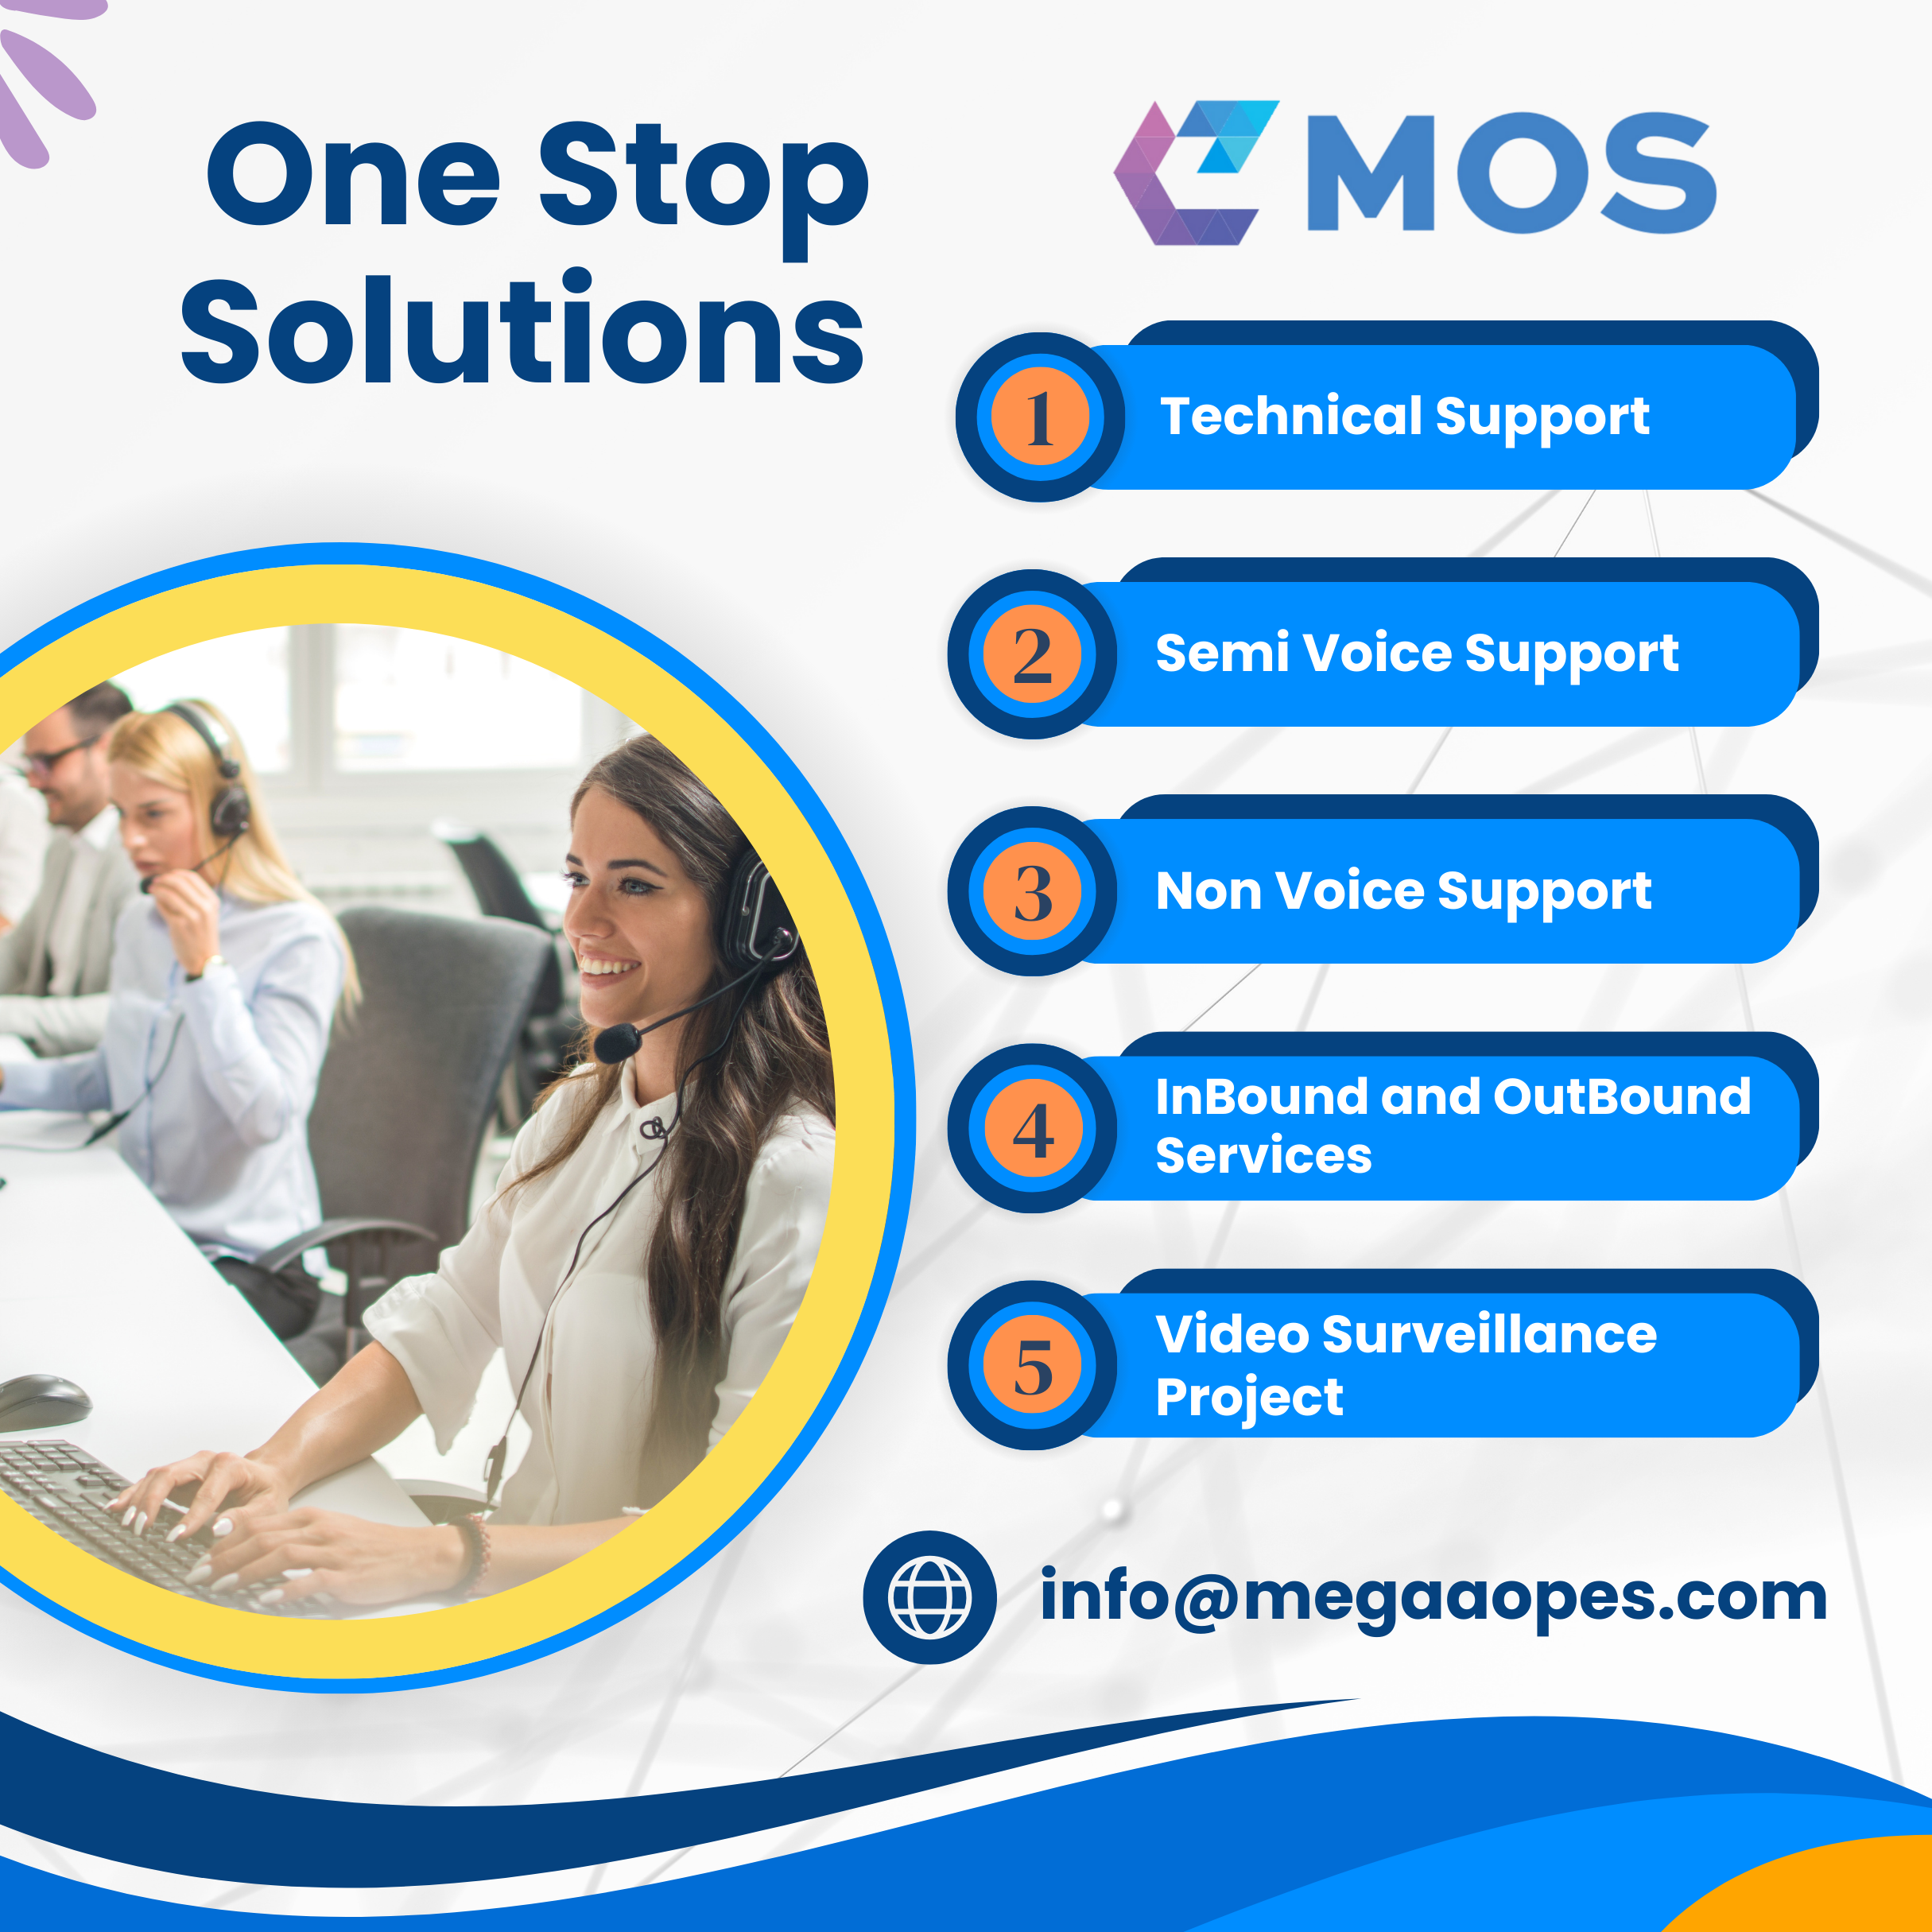 One Stop
Solutions
MOS
1
Technical Support
2
Semi Voice Support
3
Non Voice Support
4
InBound and OutBound
Services
5
Video Surveillance
Project
info@megaaopes.com